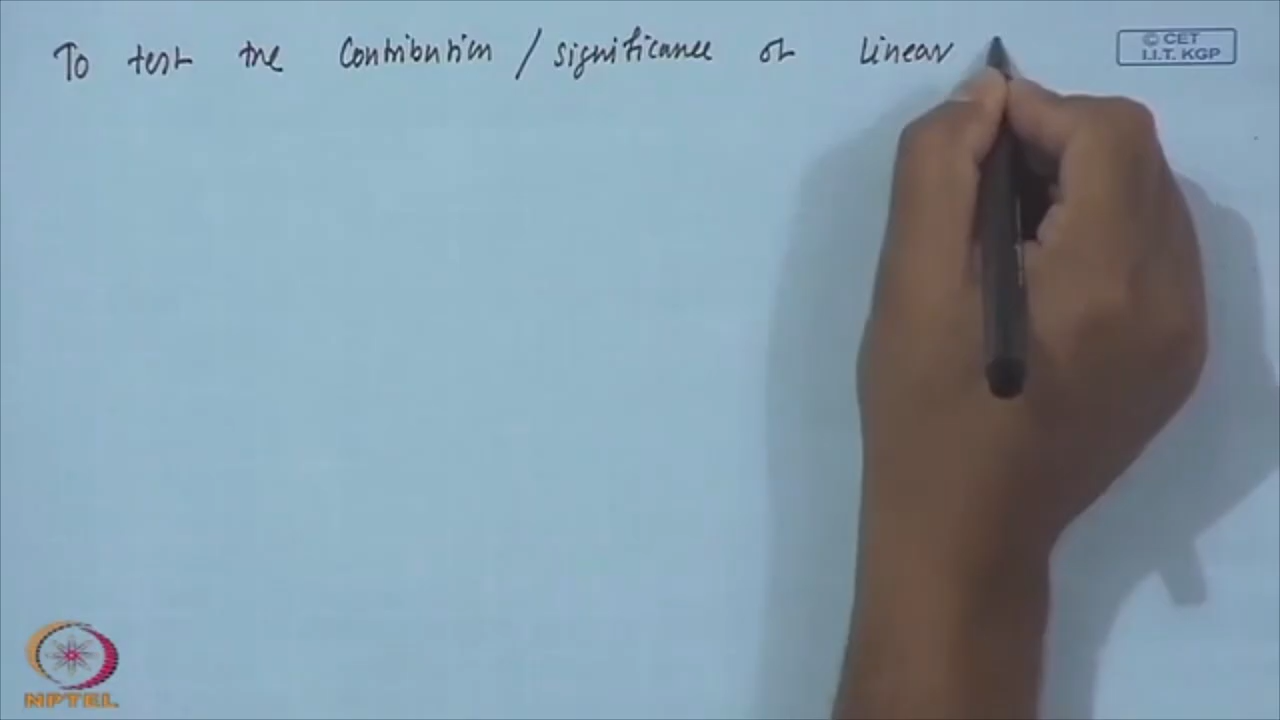 To test the Contribution / significance of Linear
© CET
I.I.T. KGP
NPTEL